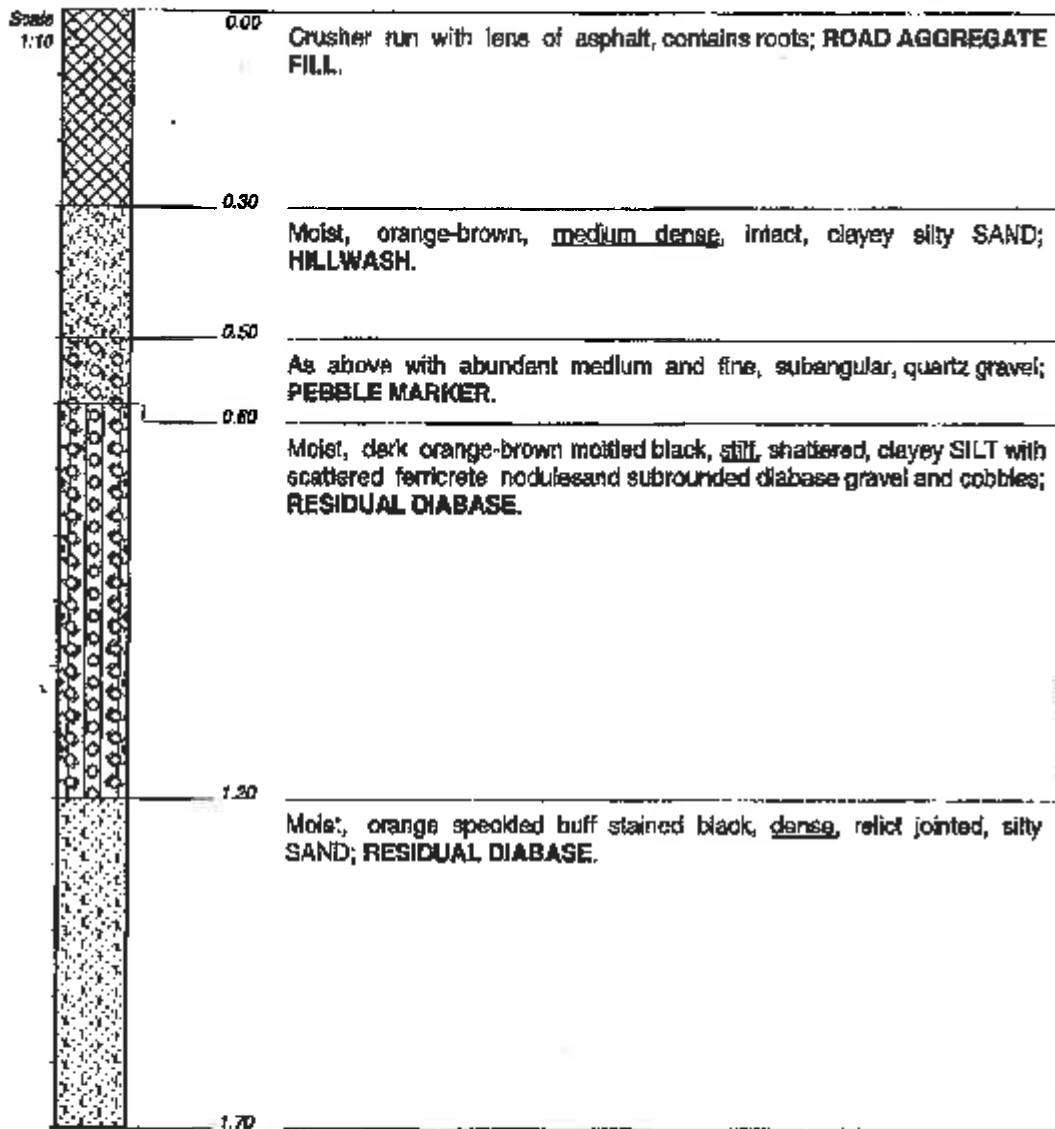 Scale
1:10
0.00
Crusher run with lens of asphalt, contains roots; ROAD AGGREGATE
FILL.
0.30
Moist, orange-brown, medium dense, intact, clayey silty SAND;
HILLWASH.
0.50
As above with abundant medium and fine, subangular, quartz gravel;
PEBBLE MARKER.
0.60
Moist, dark orange-brown mottled black, stiff, shattered, clayey SILT with
scattered ferricrete nodulesand subrounded diabase gravel and cobbles;
RESIDUAL DIABASE.
1.20
Moist, orange speckled buff stained black, dense, relict jointed, silty
SAND; RESIDUAL DIABASE.
1.70